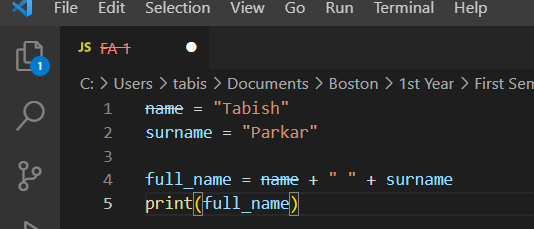 File Edit Selection View Go Run Terminal Help
JS FA 1
1
C: > Users > tabis > Documents > Boston > 1st Year > First Sem
1 name = "Tabish"
2 surname = "Parkar"
3
4 full_name = name + " " + surname
5 print(full_name)